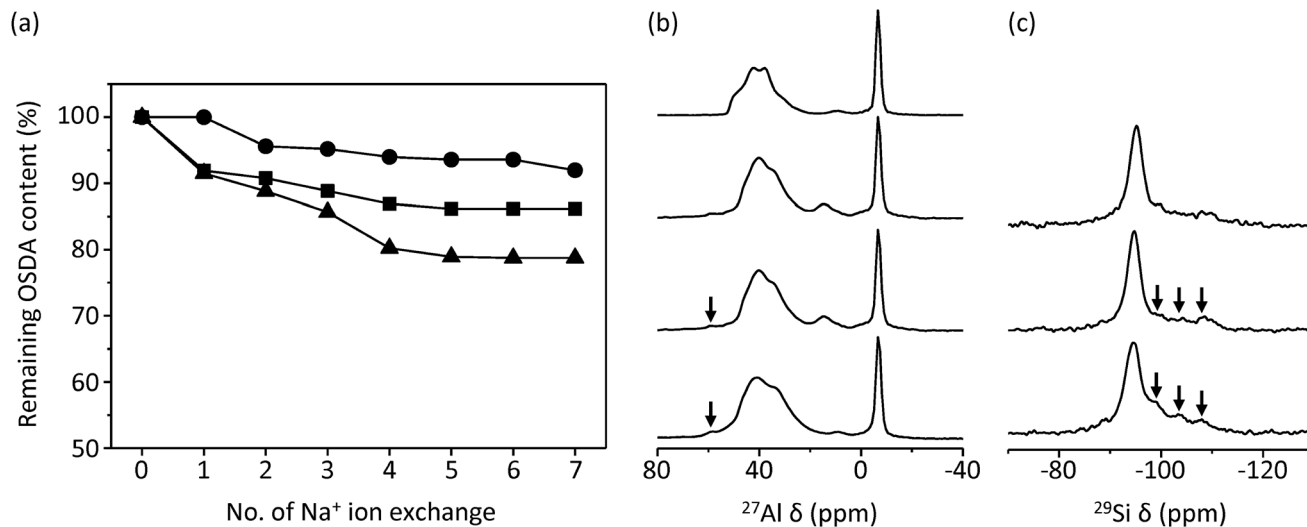 (a)
Remaining OSDA content (%)
100
90
80
70
60
50
0 1 2 3 4 5 6 7
No. of Na⁺ ion exchange
(b)
80 40 0 -40
²⁷Al δ (ppm)
(c)
-80 -100 -120
²⁹Si δ (ppm)